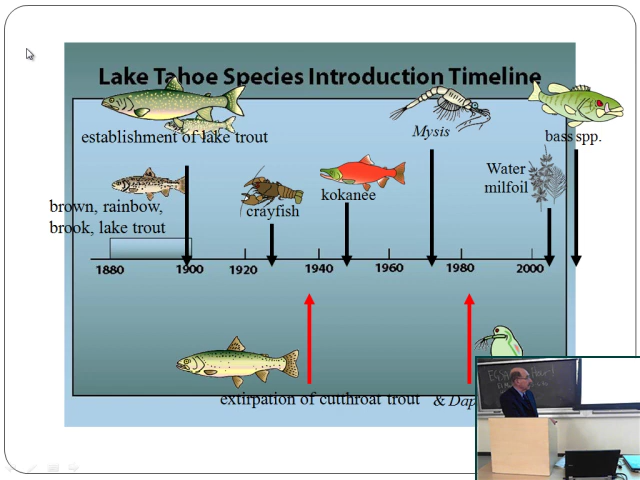 Lake Tahoe Species Introduction Timeline
establishment of lake trout
Mysis
bass spp.
Water
milfoil
brown, rainbow,
brook, lake trout
crayfish
kokanee
1880
1900
1920
1940
1960
1980
2000
extirpation of cutthroat trout
&